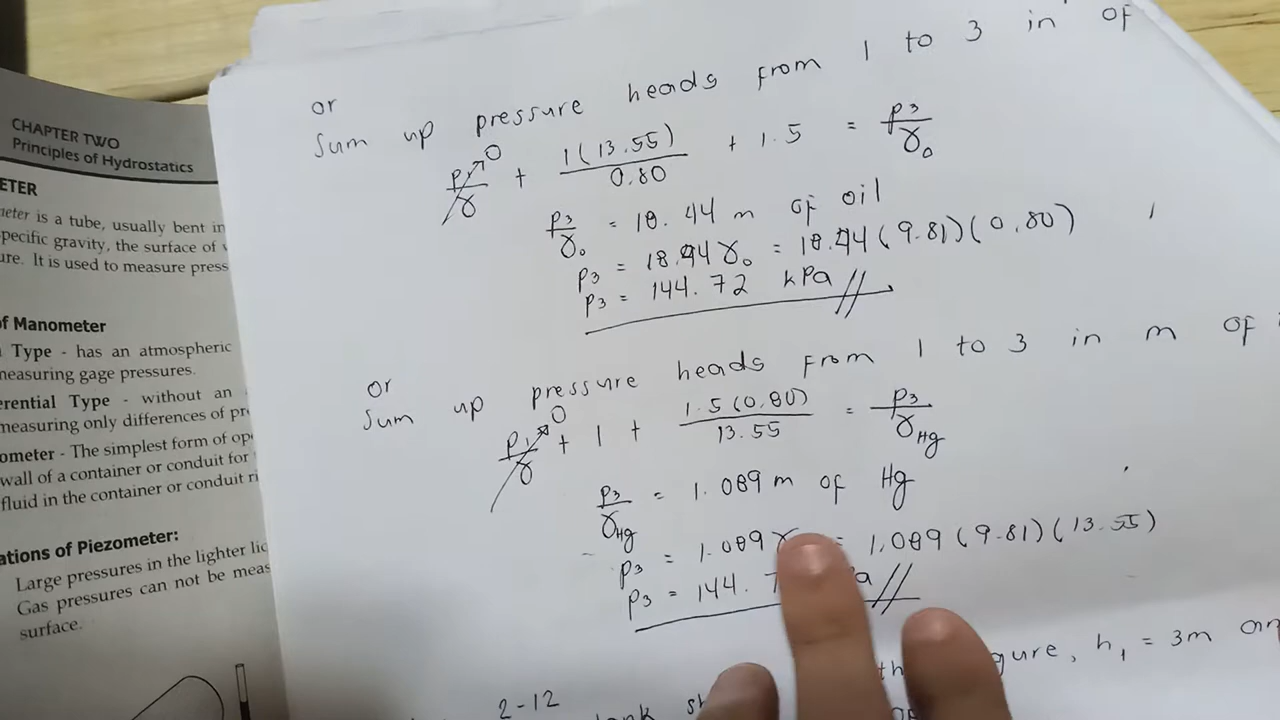 CHAPTER TWO
Principles of Hydrostatics
ETER
meter is a tube, usually bent in
specific gravity, the surface of
ure. It is used to measure press
of Manometer
Type - has an atmospheric
measuring gage pressures.
erential Type - without an
measuring only differences of pr
ometer - The simplest form of op
wall of a container or conduit for
fluid in the container or conduit
ations of Piezometer:
Large pressures in the lighter liq
Gas pressures can not be meas
surface.
or
Sum up pressure heads from 1 to 3 in of
P1/γ →0 + 1(13.55)/0.80 + 1.5 = P3/γo
P3/γo = 18.44 m of oil
P3 = 18.44 γo = 18.44(9.81)(0.80)
P3 = 144.72 kPa //
or
Sum up pressure heads from 1 to 3 in m of
P1/γ →0 + 1 + 1.5(0.80)/13.55 = P3/γHg
P3/γHg = 1.089 m of Hg
P3 = 1.089 γ = 1.089(9.81)(13.55)
P3 = 144. a //
2-12
gure, h1 = 3m an